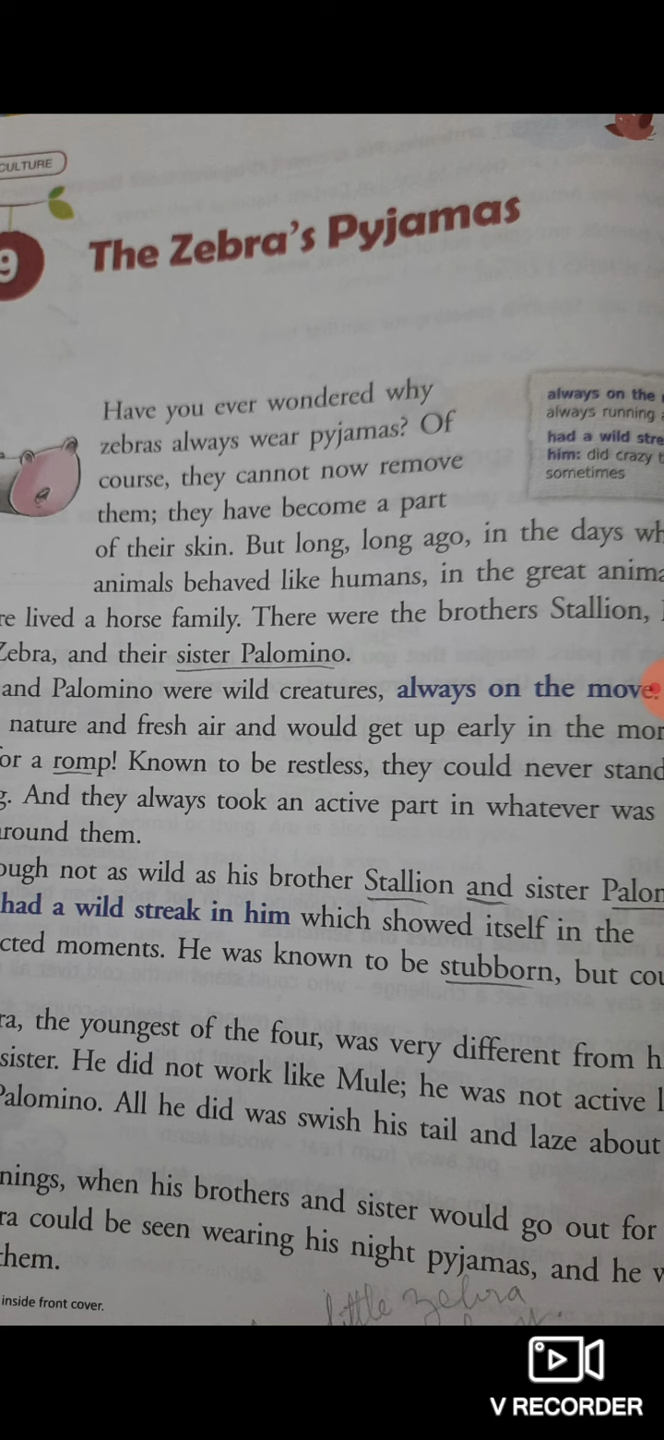 CULTURE
9
The Zebra's Pyjamas
Have you ever wondered why
zebras always wear pyjamas? Of
course, they cannot now remove
them; they have become a part
of their skin. But long, long ago, in the days wh
animals behaved like humans, in the great anima
re lived a horse family. There were the brothers Stallion,
Zebra, and their sister Palomino.
and Palomino were wild creatures, always on the move.
nature and fresh air and would get up early in the mor
or a romp! Known to be restless, they could never stand
g. And they always took an active part in whatever was
around them.
ough not as wild as his brother Stallion and sister Palom
had a wild streak in him which showed itself in the
cted moments. He was known to be stubborn, but cou
ra, the youngest of the four, was very different from h
sister. He did not work like Mule; he was not active l
Palomino. All he did was swish his tail and laze about
nings, when his brothers and sister would go out for
ra could be seen wearing his night pyjamas, and he w
them.
inside front cover.
little zebra
always on the
always running
had a wild stre
him: did crazy t
sometimes
V RECORDER